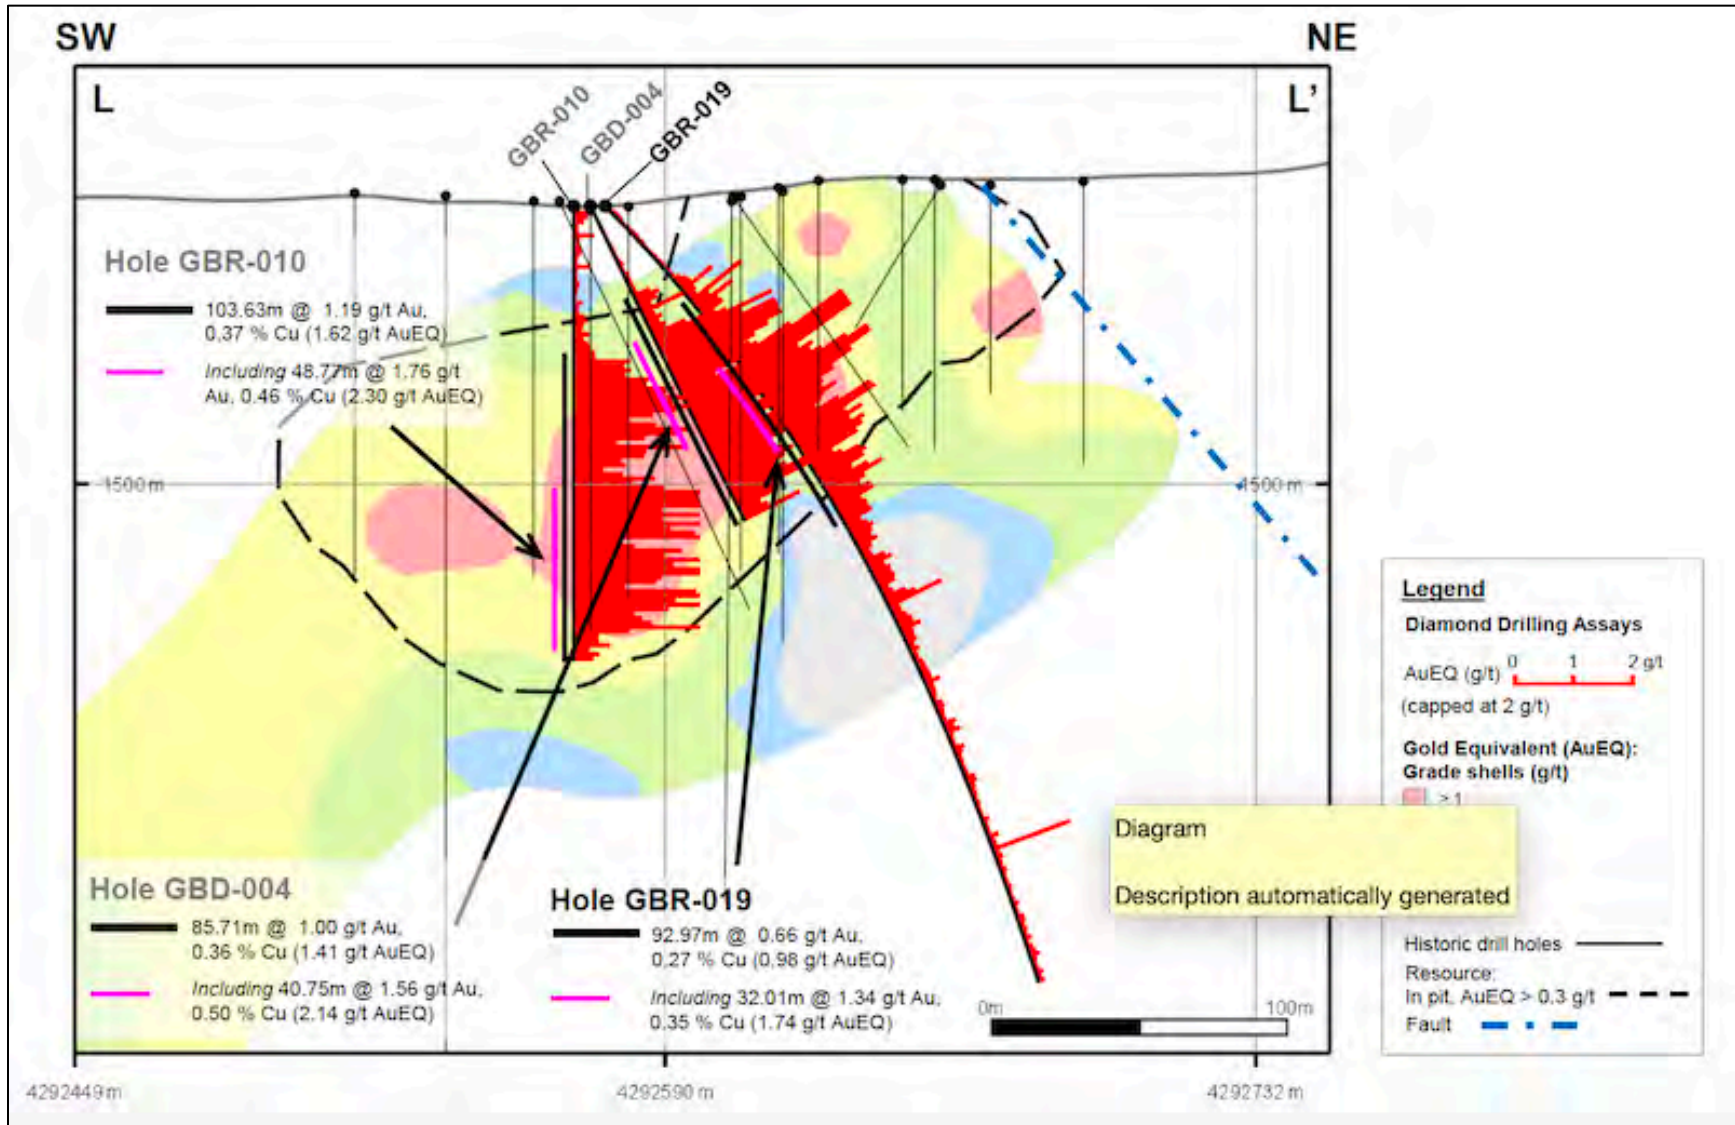 SW
NE
L
L'
GBR-010
GBD-004
GBR-019
Hole GBR-010
103.63m @ 1.19 g/t Au,
0.37 % Cu (1.62 g/t AuEQ)
Including 48.77m @ 1.76 g/t
Au, 0.46 % Cu (2.30 g/t AuEQ)
1500m
1500m
Hole GBD-004
85.71m @ 1.00 g/t Au,
0.36 % Cu (1.41 g/t AuEQ)
Including 40.75m @ 1.56 g/t Au,
0.50 % Cu (2.14 g/t AuEQ)
Hole GBR-019
92.97m @ 0.66 g/t Au,
0.27 % Cu (0.98 g/t AuEQ)
Including 32.01m @ 1.34 g/t Au,
0.35 % Cu (1.74 g/t AuEQ)
0m
100m
4292449m
4292590 m
4292732 m
Legend
Diamond Drilling Assays
AuEQ (g/t)
0 1 2 g/t
(capped at 2 g/t)
Gold Equivalent (AuEQ):
Grade shells (g/t)
> 1
Diagram
Description automatically generated
Historic drill holes
Resource:
In pit, AuEQ > 0.3 g/t
Fault